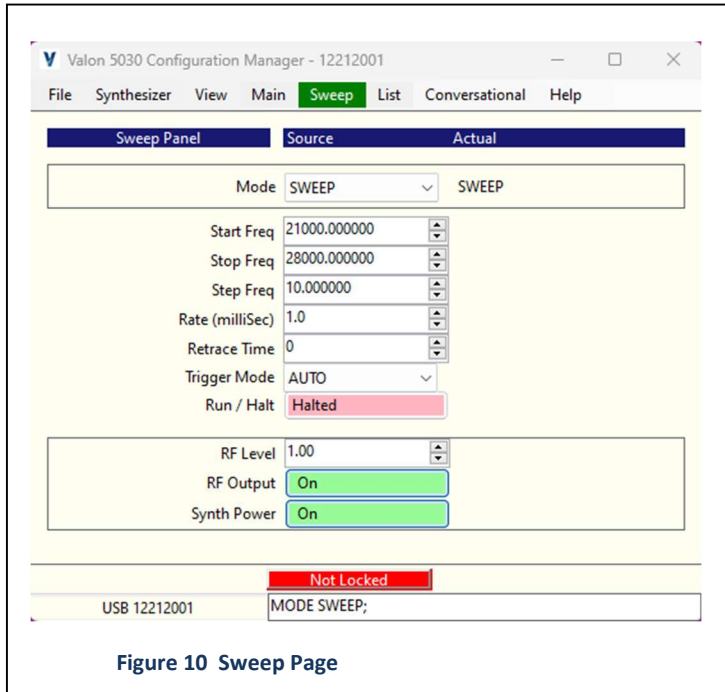 Valon 5030 Configuration Manager - 12212001
File Synthesizer View Main Sweep List Conversational Help
Sweep Panel Source Actual
Mode SWEEP SWEEP
Start Freq 21000.000000
Stop Freq 28000.000000
Step Freq 10.000000
Rate (milliSec) 1.0
Retrace Time 0
Trigger Mode AUTO
Run / Halt Halted
RF Level 1.00
RF Output On
Synth Power On
Not Locked
USB 12212001 MODE SWEEP;
Figure 10 Sweep Page